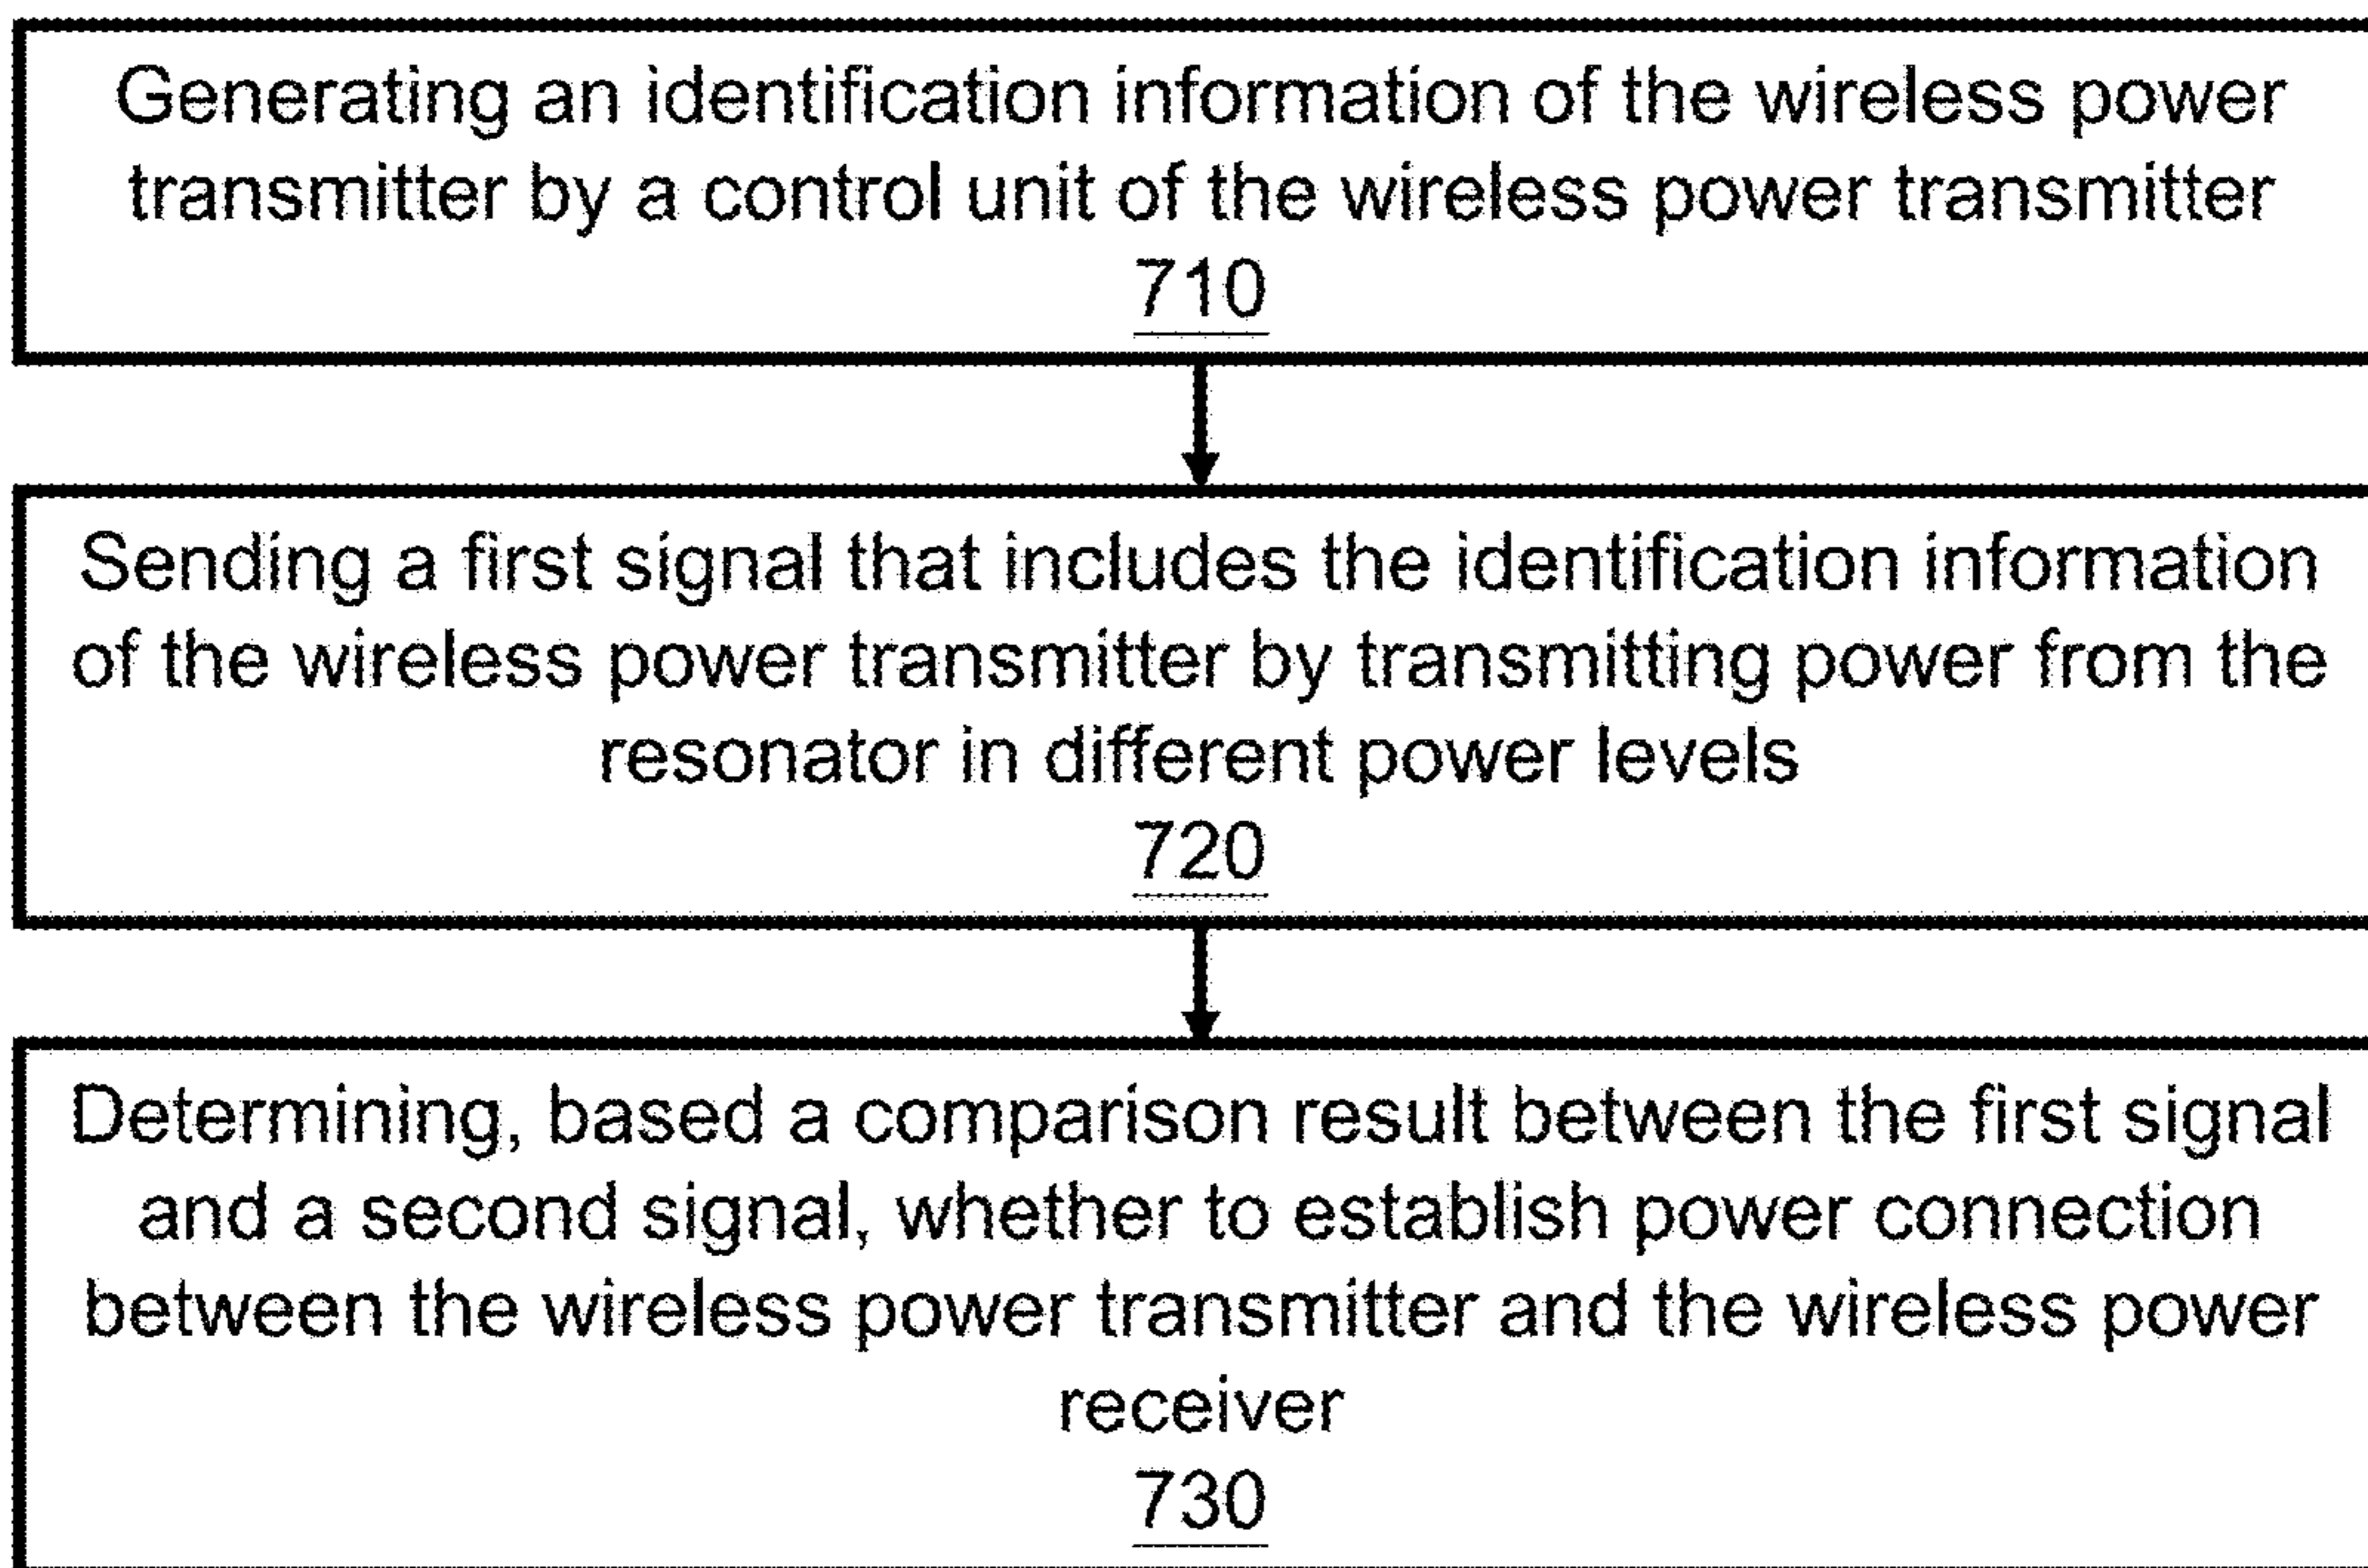 Generating an identification information of the wireless power
transmitter by a control unit of the wireless power transmitter
710
Sending a first signal that includes the identification information
of the wireless power transmitter by transmitting power from the
resonator in different power levels
720
Determining, based a comparison result between the first signal
and a second signal, whether to establish power connection
between the wireless power transmitter and the wireless power
receiver
730